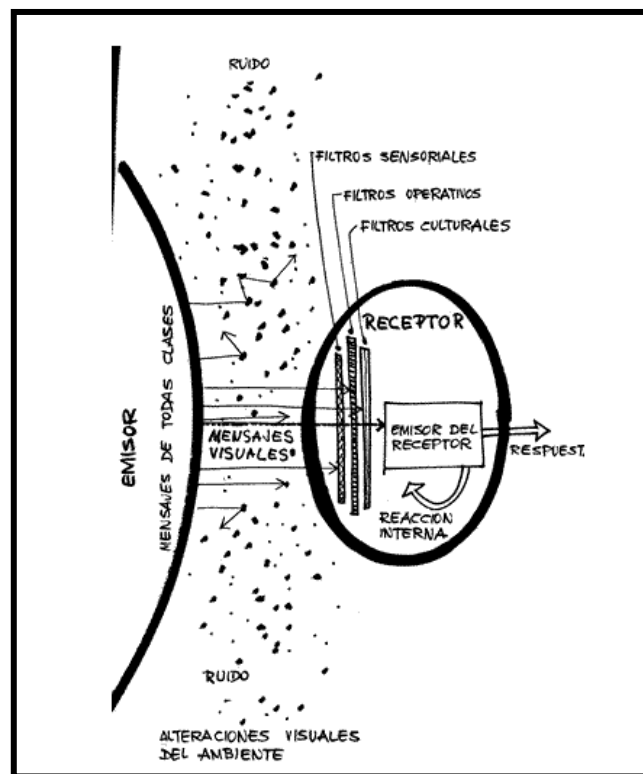 RUIDO
FILTROS SENSORIALES
FILTROS OPERATIVOS
FILTROS CULTURALES
RECEPTOR
EMISOR
MENSAJES DE TODAS CLASES
MENSAJES
VISUALES
EMISOR DEL
RECEPTOR
RESPUEST.
REACCION
INTERNA
RUIDO
ALTERACIONES VISUALES
DEL AMBIENTE